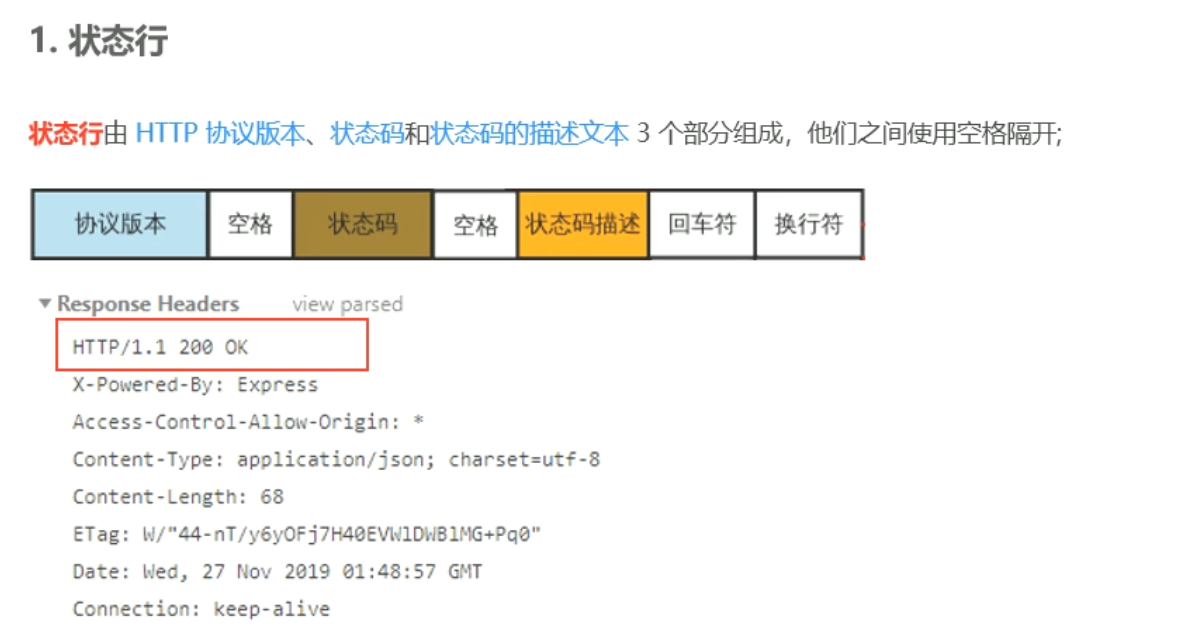 1. 状态行
状态行由 HTTP 协议版本、状态码和状态码的描述文本 3 个部分组成，他们之间使用空格隔开;
协议版本 空格 状态码 空格 状态码描述 回车符 换行符
Response Headers view parsed
HTTP/1.1 200 OK
X-Powered-By: Express
Access-Control-Allow-Origin: *
Content-Type: application/json; charset=utf-8
Content-Length: 68
ETag: W/"44-nT/y6yOFj7H40EVWlDWBlMG+Pq0"
Date: Wed, 27 Nov 2019 01:48:57 GMT
Connection: keep-alive